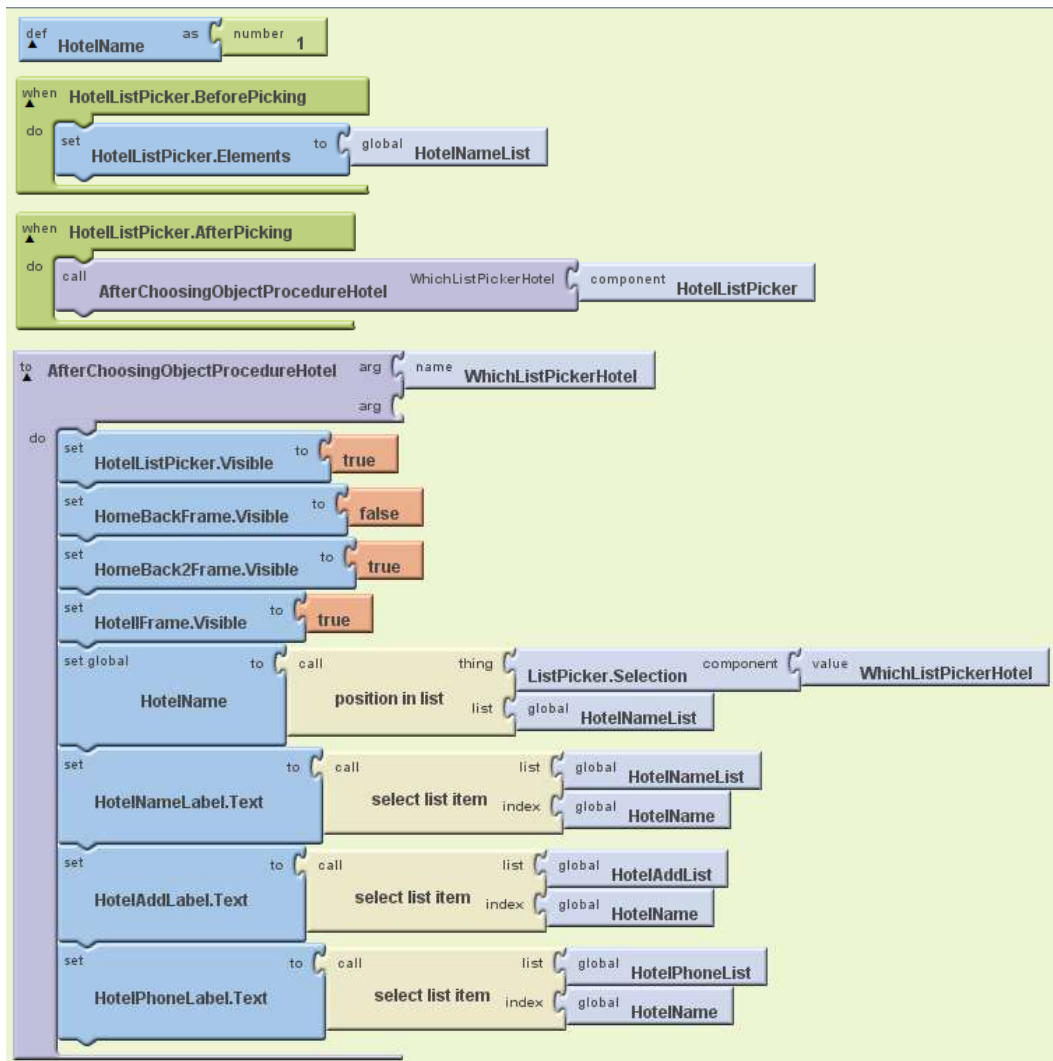 def HotelName as number 1
when HotelListPicker.BeforePicking
do set HotelListPicker.Elements to global HotelNameList
when HotelListPicker.AfterPicking
do call AfterChoosingObjectProcedureHotel WhichListPickerHotel component HotelListPicker
to AfterChoosingObjectProcedureHotel arg name WhichListPickerHotel
arg
do set HotelListPicker.Visible to true
set HomeBackFrame.Visible to false
set HomeBack2Frame.Visible to true
set HotellFrame.Visible to true
set global HotelName to call position in list thing ListPicker.Selection component value WhichListPickerHotel
list global HotelNameList
set HotelNameLabel.Text to call select list item list global HotelNameList
index global HotelName
set HotelAddLabel.Text to call select list item list global HotelAddList
index global HotelName
set HotelPhoneLabel.Text to call select list item list global HotelPhoneList
index global HotelName